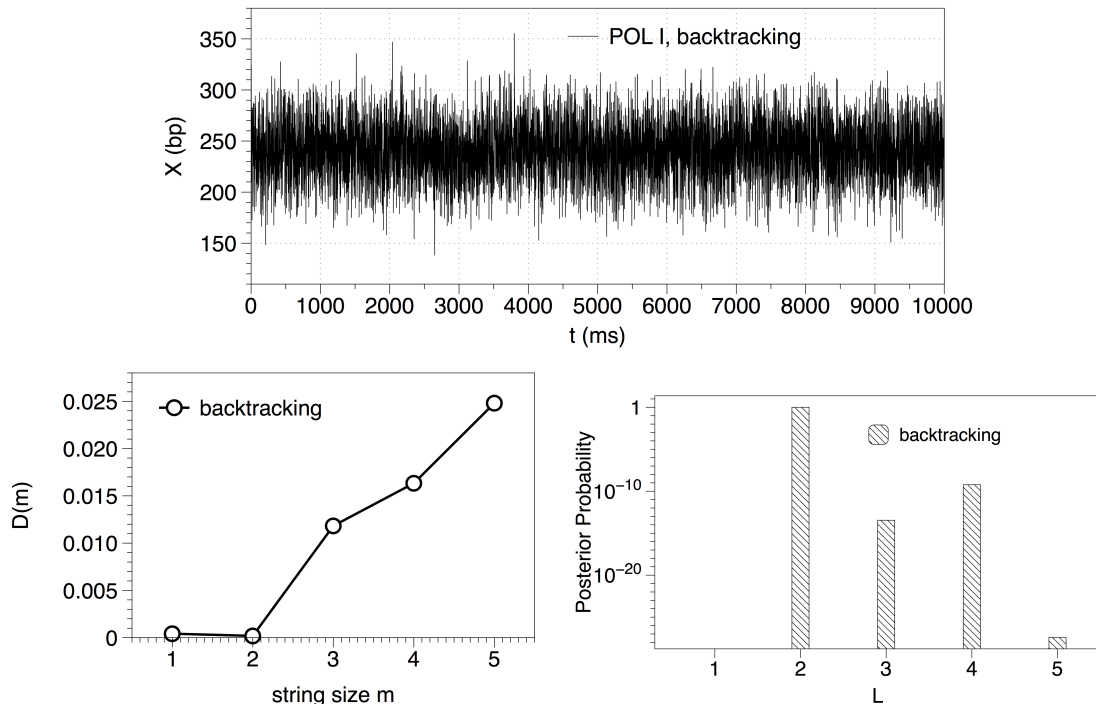 350
300
250
200
150
X (bp)
POL I, backtracking
0 1000 2000 3000 4000 5000 6000 7000 8000 9000 10000
t (ms)
0.025
0.020
0.015
0.010
0.005
0
D(m)
backtracking
1 2 3 4 5
string size m
1
10⁻¹⁰
10⁻²⁰
Posterior Probability
backtracking
1 2 3 4 5
L